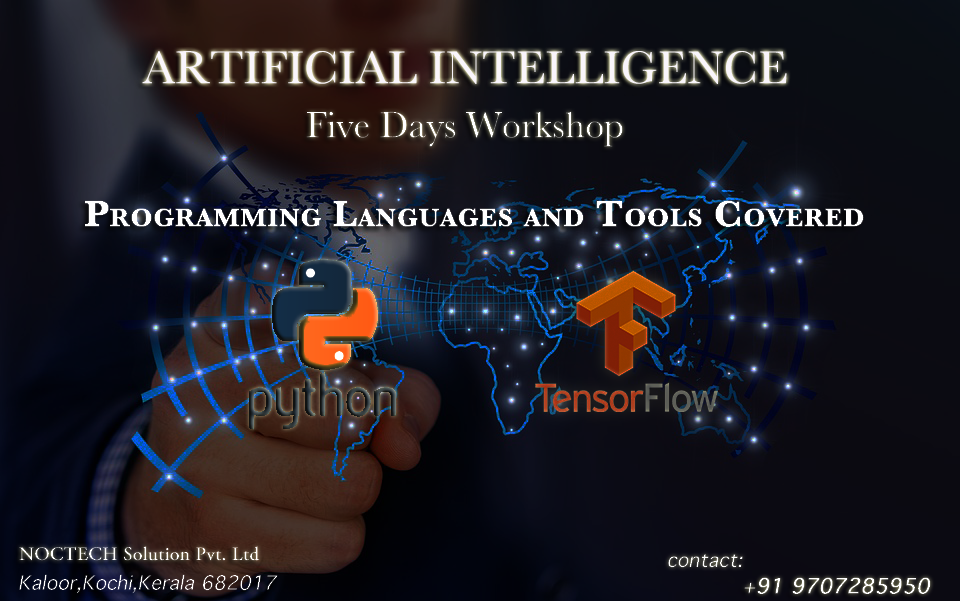 ARTIFICIAL INTELLIGENCE
Five Days Workshop
PROGRAMMING LANGUAGES AND TOOLS COVERED
python
TensorFlow
NOCTECH Solution Pvt. Ltd
Kaloor,Kochi,Kerala 682017
contact:
+91 9707285950